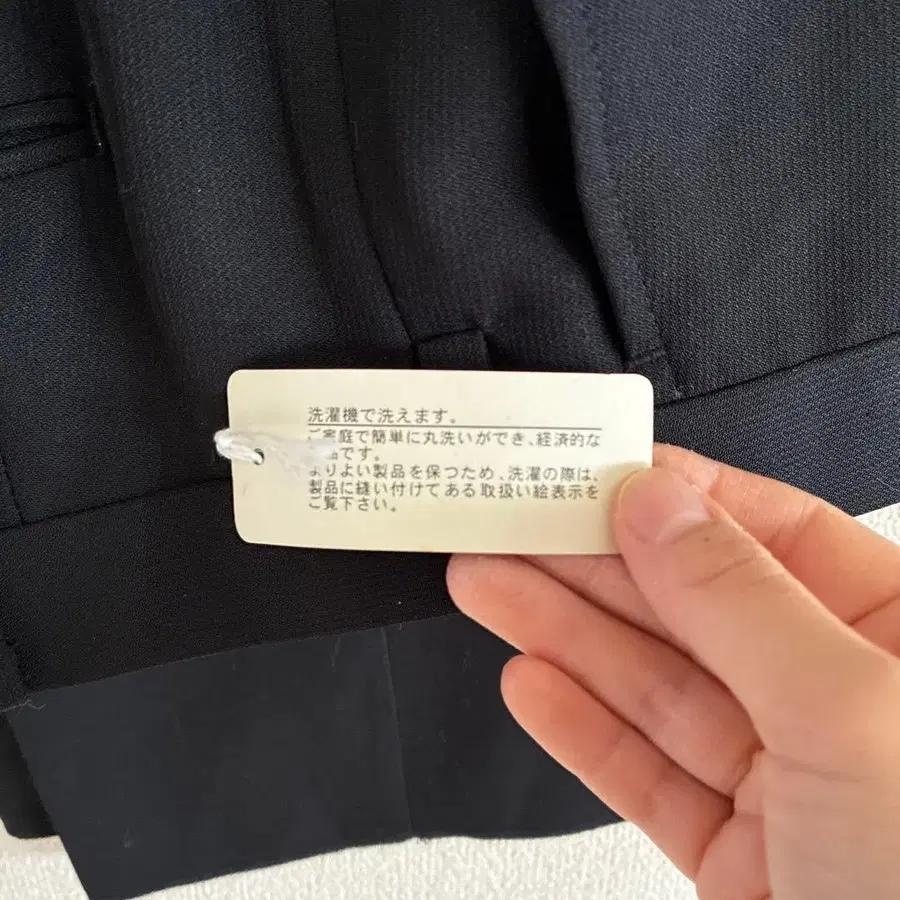 洗濯機で洗えます。
ご家庭で簡単に丸洗いができ、経済的な
品です。
よりよい製品を保つため、洗濯の際は、
製品に縫い付けてある取扱い絵表示を
ご覧下さい。